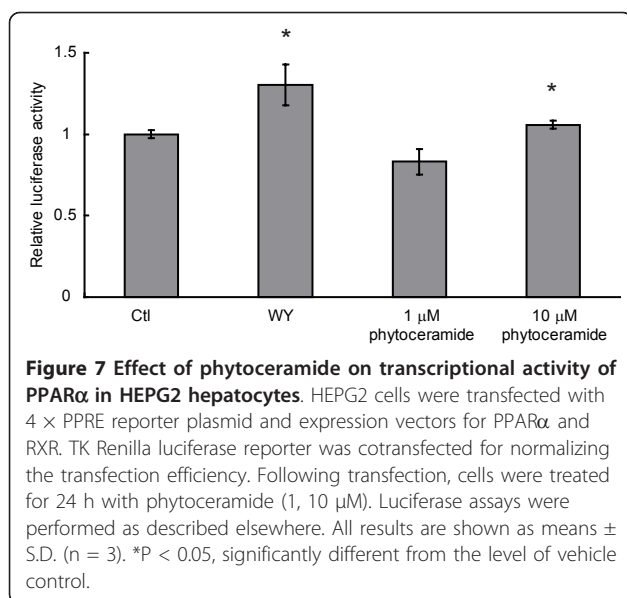 1.5
1
0.5
0
Relative luciferase activity
*
*
Ctl
WY
1 μM
phytoceramide
10 μM
phytoceramide
Figure 7 Effect of phytoceramide on transcriptional activity of
PPARα in HEPG2 hepatocytes. HEPG2 cells were transfected with
4 × PPRE reporter plasmid and expression vectors for PPARα and
RXR. TK Renilla luciferase reporter was cotransfected for normalizing
the transfection efficiency. Following transfection, cells were treated
for 24 h with phytoceramide (1, 10 μM). Luciferase assays were
performed as described elsewhere. All results are shown as means ±
S.D. (n = 3). *P < 0.05, significantly different from the level of vehicle
control.